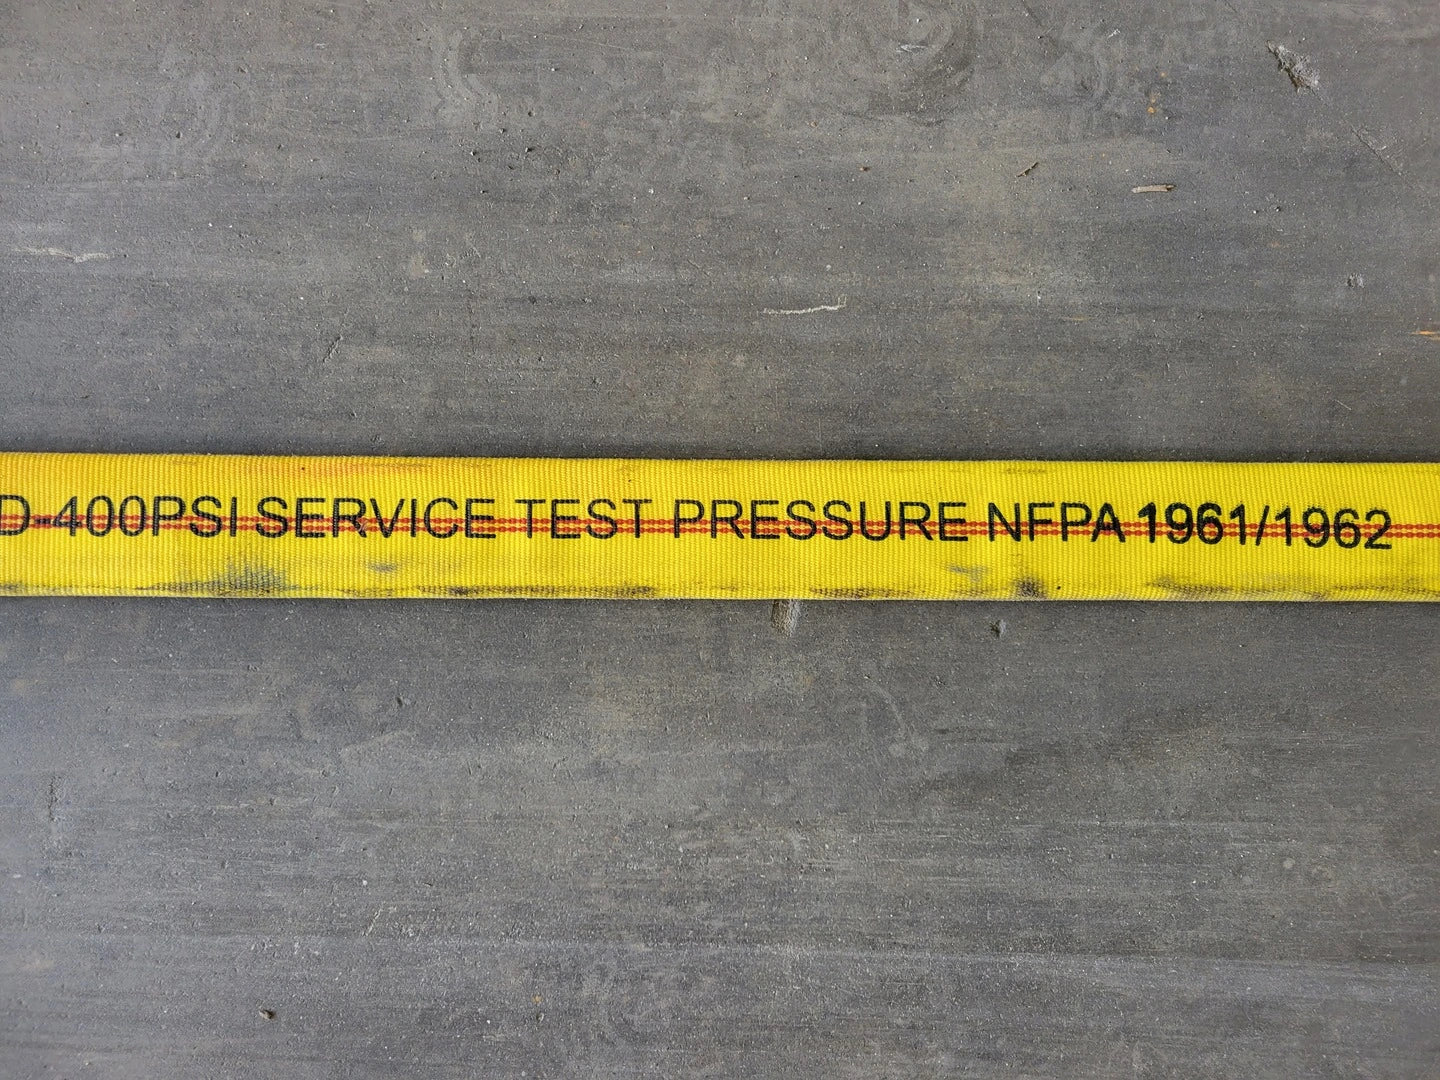 D-400PSI SERVICE TEST PRESSURE NFPA 1961/1962